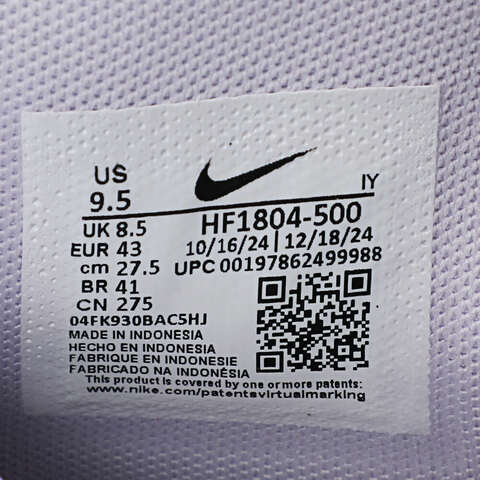 US
9.5
IY
UK 8.5
HF1804-500
EUR 43
10/16/24 | 12/18/24
cm 27.5
UPC 00197862499988
BR 41
CN 275
04FK930BAC5HJ
MADE IN INDONESIA
HECHO EN INDONESIA
FABRIQUE EN INDONESIE
FABRICADO NA INDONÉSIA
This product is covered by one or more patents:
www.nike.com/patentsvirtualmarking